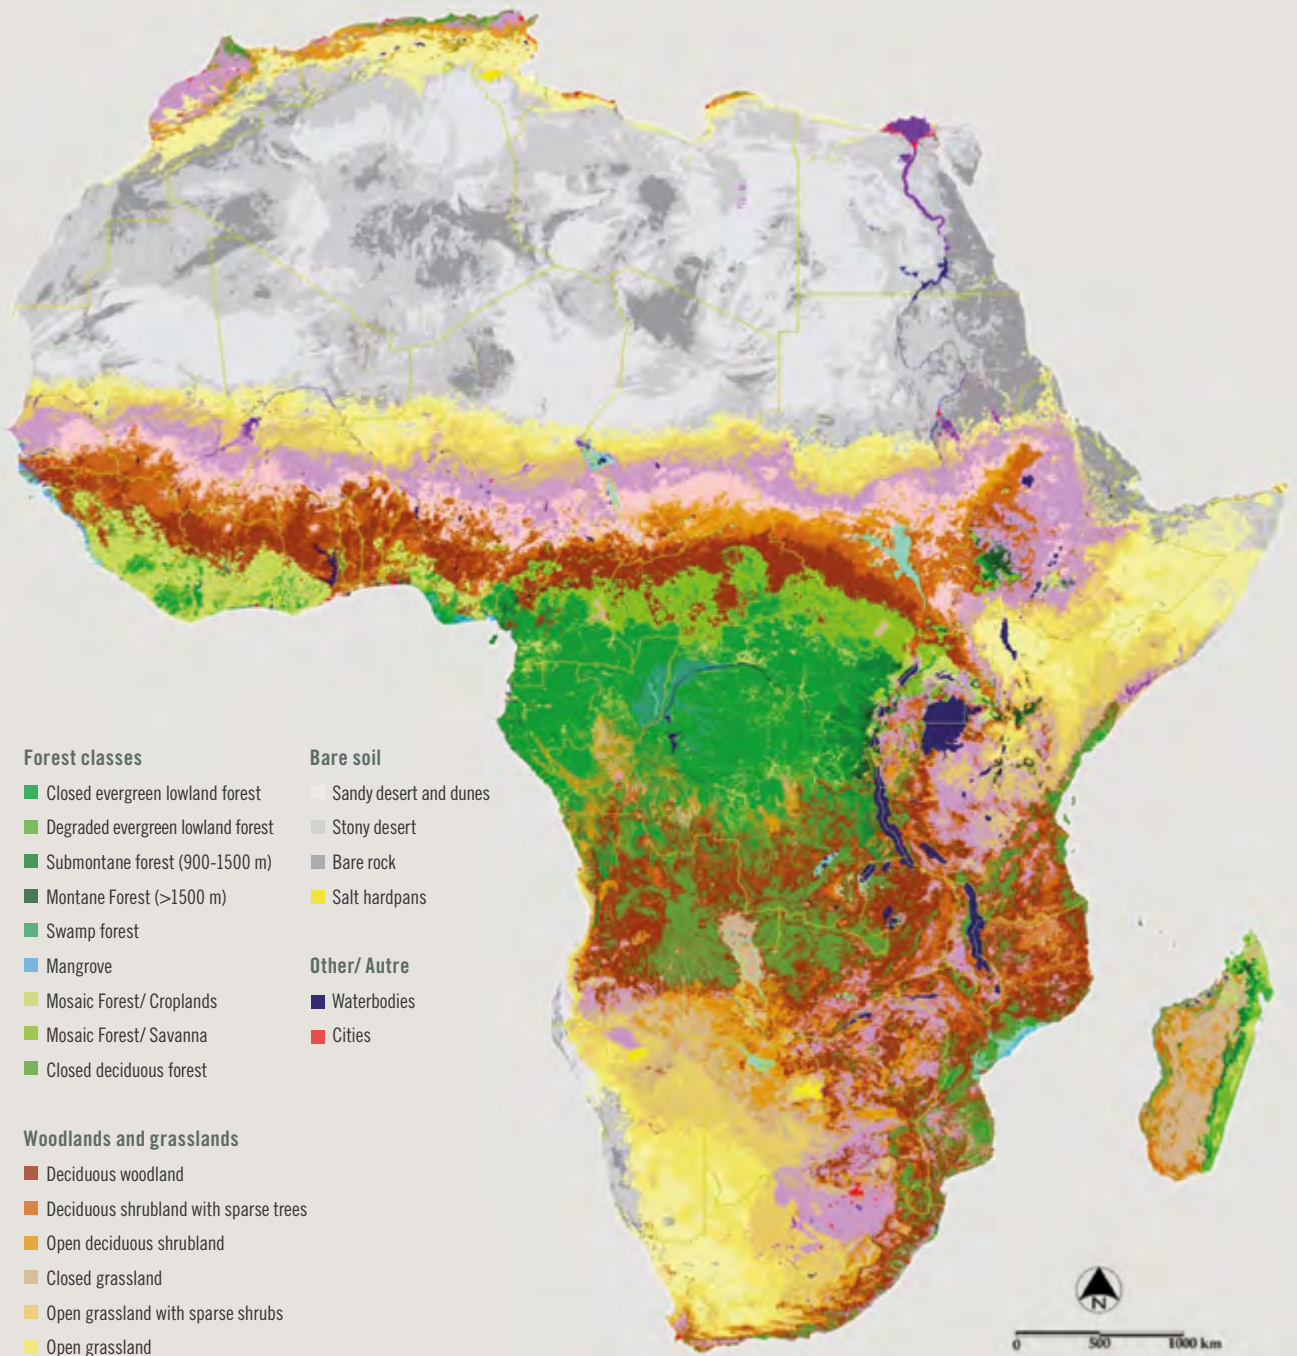 Forest classes
Closed evergreen lowland forest
Degraded evergreen lowland forest
Submontane forest (900-1500 m)
Montane Forest (>1500 m)
Swamp forest
Mangrove
Mosaic Forest/ Croplands
Mosaic Forest/ Savanna
Closed deciduous forest
Woodlands and grasslands
Deciduous woodland
Deciduous shrubland with sparse trees
Open deciduous shrubland
Closed grassland
Open grassland with sparse shrubs
Open grassland
Bare soil
Sandy desert and dunes
Stony desert
Bare rock
Salt hardpans
Other/ Autre
Waterbodies
Cities
N
0 500 1000 km